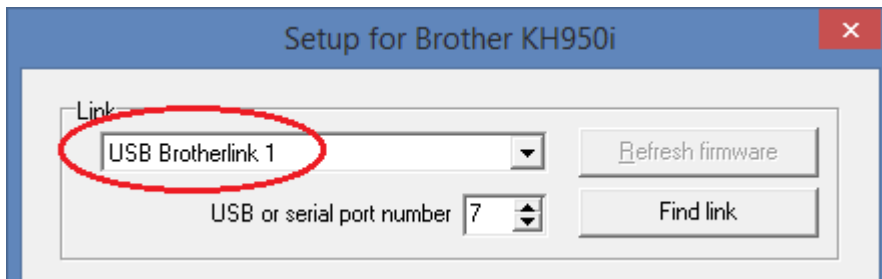 Setup for Brother KH950i
Link
USB Brotherlink 1
Refresh firmware
USB or serial port number 7
Find link